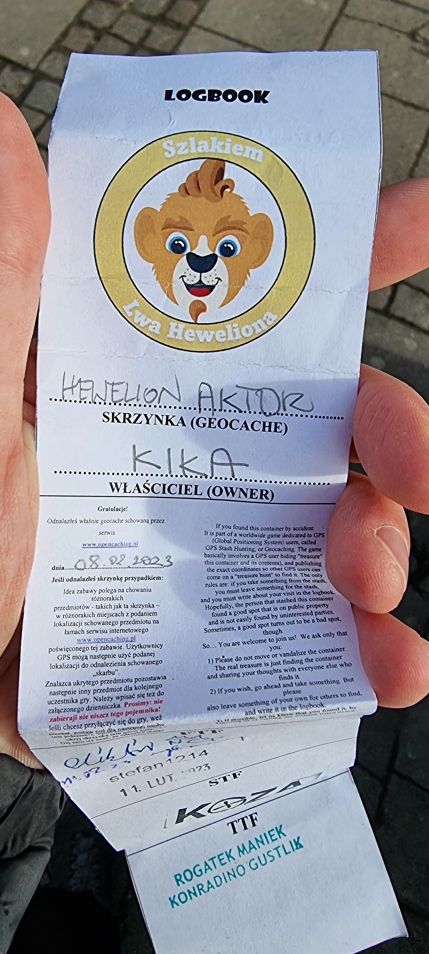 LOGBOOK
Szlakiem
Lwa Heweliona
HEWELION AKTOR
SKRZYNKA (GEOCACHE)
KIKA
WŁAŚCICIEL (OWNER)
Gratulacje!
Odnalazłeś właśnie geocache schowaną przez
serwis
www.opencaching.pl
dnia 08.02.2023
Jeśli odnalazłeś skrzynkę przypadkiem:
Idea zabawy polega na chowaniu
różnorakich
przedmiotów - takich jak ta skrzynka –
w różnorakich miejscach z podaniem
lokalizacji schowanego przedmiotu na
łamach serwisu internetowego
www.opencaching.pl
poświęconego tej zabawie. Użytkownicy
GPS mogą następnie użyć podanej
lokalizacji do odnalezienia schowanego
„skarbu".
Znalazca ukrytego przedmiotu pozostawia
następnie inny przedmiot dla kolejnego
uczestnika gry. Należy wpisać się też do
załączonego dzienniczka. Prosimy: nie
zabieraj nie niszcz tego pojemnika!
Jeśli chcesz przyłączyć się do gry, weź
If you found this container by accident:
It is part of a worldwide game dedicated to GPS
(Global Positioning System) users, called
GPS Stash Hunting, or Geocaching. The game
basically involves a GPS user hiding "treasure"
this container and its contents), and publishing
the exact coordinates so other GPS users can
come on a "treasure hunt" to find it. The only
rules are: if you take something from the stash,
you must leave something for the stash,
and you must write about your visit in the logbook.
Hopefully, the person that stashed this container
found a good spot that is on public property
and is not easily found by uninterested parties.
Sometimes, a good spot turns out to be a bad spot,
though.
So… You are welcome to join us! We ask only that
you.
1) Please do not move or vandalize the container.
The real treasure is just finding the container
and sharing your thoughts with everyone else who
finds it.
2) If you wish, go ahead and take something. But
please
also leave something of your own for others to find,
and write it in the logbook.
stefan1214
11. LUT. 2023
STF
KOZA
TTF
ROGATEK MANIEK
KONRADINO GUSTLIK